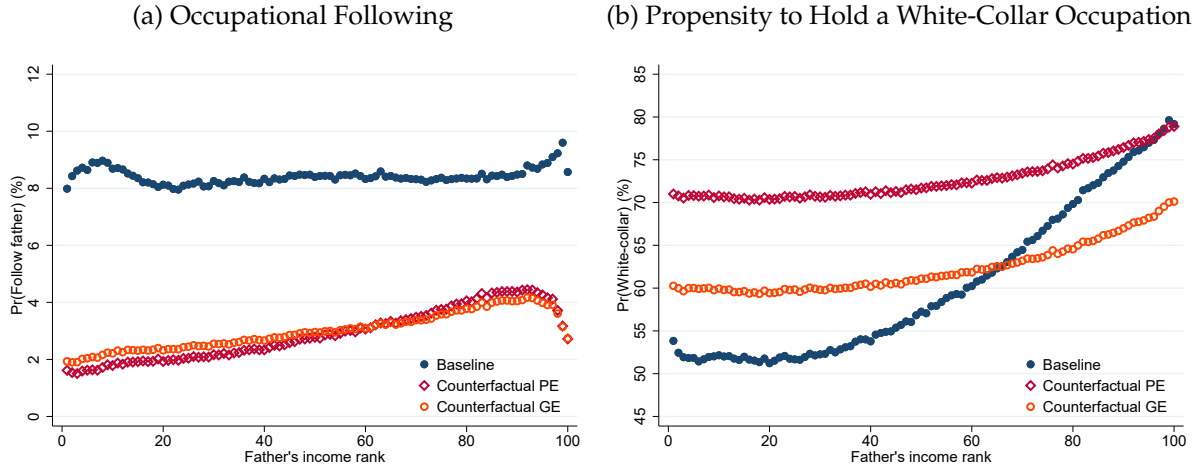 (a) Occupational Following
Pr(Follow father) (%)
12
10
8
6
4
2
0
Baseline
Counterfactual PE
Counterfactual GE
0 20 40 60 80 100
Father's income rank
(b) Propensity to Hold a White-Collar Occupation
Pr(White-collar) (%)
85
80
75
70
65
60
55
50
45
Baseline
Counterfactual PE
Counterfactual GE
0 20 40 60 80 100
Father's income rank